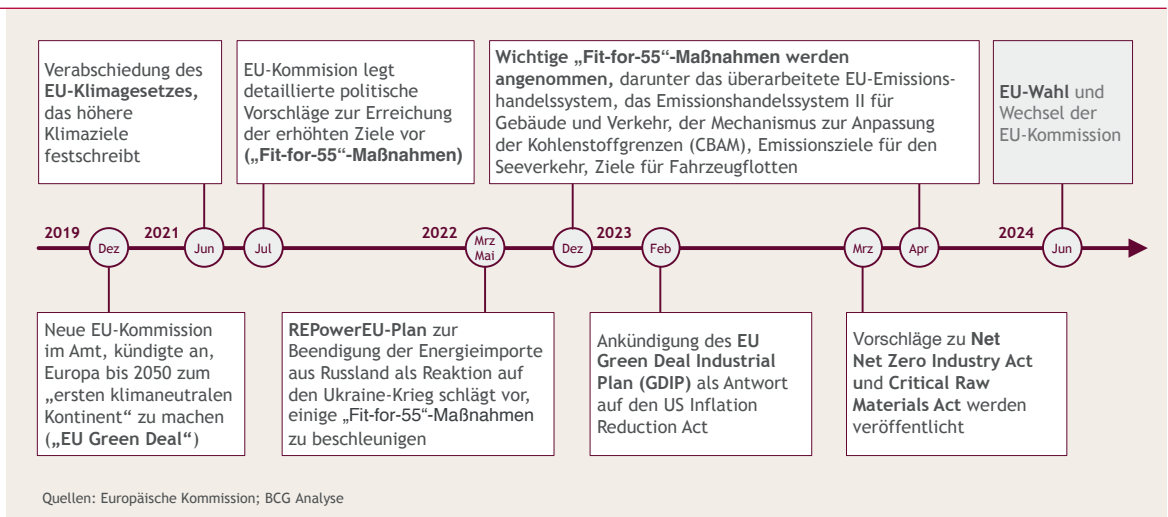 Verabschiedung des
EU-Klimagesetzes,
das höhere
Klimaziele
festschreibt
EU-Kommision legt
detaillierte politische
Vorschläge zur Erreichung
der erhöhten Ziele vor
(„Fit-for-55“-Maßnahmen)
Wichtige „Fit-for-55“-Maßnahmen werden
angenommen, darunter das überarbeitete EU-Emissions-
handelssystem, das Emissionshandelssystem II für
Gebäude und Verkehr, der Mechanismus zur Anpassung
der Kohlenstoffgrenzen (CBAM), Emissionsziele für den
Seeverkehr, Ziele für Fahrzeugflotten
EU-Wahl und
Wechsel der
EU-Kommission
2019
Dez
2021
Jun
Jul
2022
Mrz
Mai
Dez
2023
Feb
Mrz
Apr
2024
Jun
Neue EU-Kommission
im Amt, kündigte an,
Europa bis 2050 zum
„ersten klimaneutralen
Kontinent“ zu machen
(„EU Green Deal“)
REPowerEU-Plan zur
Beendigung der Energieimporte
aus Russland als Reaktion auf
den Ukraine-Krieg schlägt vor,
einige „Fit-for-55“-Maßnahmen
zu beschleunigen
Ankündigung des EU
Green Deal Industrial
Plan (GDIP) als Antwort
auf den US Inflation
Reduction Act
Vorschläge zu Net
Net Zero Industry Act
und Critical Raw
Materials Act werden
veröffentlicht
Quellen: Europäische Kommission; BCG Analyse